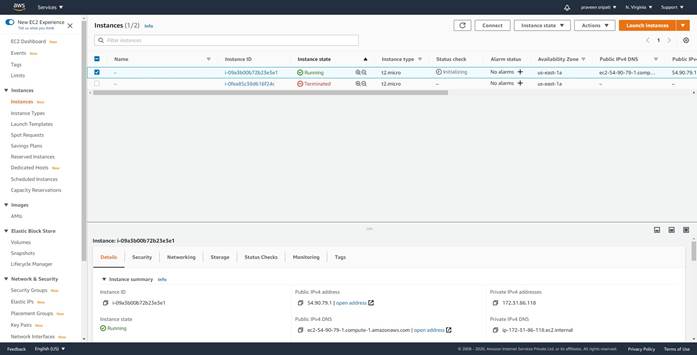 aws Services praveen sripati N. Virginia Support
New EC2 Experience
Tell us what you think
EC2 Dashboard New
Events New
Tags
Limits
Instances
Instances New
Instance Types
Launch Templates
Spot Requests
Savings Plans
Reserved Instances
Dedicated Hosts New
Scheduled Instances
Capacity Reservations
Images
AMIs
Elastic Block Store
Volumes
Snapshots
Lifecycle Manager
Network & Security
Security Groups New
Elastic IPs New
Placement Groups New
Key Pairs New
Network Interfaces New
Instances (1/2) Info Connect Instance state Actions Launch instances
Filter instances 1
Name Instance ID Instance state Instance type Status check Alarm status Availability Zone Public IPv4 DNS Public IPv
– i-09a3b00b72b23e3e1 Running t2.micro Initializing No alarms + us-east-1a ec2-54-90-79-1.comp... 54.90.79.1
– Terminated t2.micro – No alarms + us-east-1a – –
Instance: i-09a3b00b72b23e3e1
Details Security Networking Storage Status Checks Monitoring Tags
Instance summary Info
Instance ID Public IPv4 address Private IPv4 addresses
i-09a3b00b72b23e3e1 54.90.79.1 | open address 172.31.86.118
Instance state Public IPv4 DNS Private IPv4 DNS
Running ec2-54-90-79-1.compute-1.amazonaws.com | open address ip-172-31-86-118.ec2.internal
Feedback English (US) © 2008 - 2020, Amazon Internet Services Private Ltd. or its affiliates. All rights reserved. Privacy Policy Terms of Use